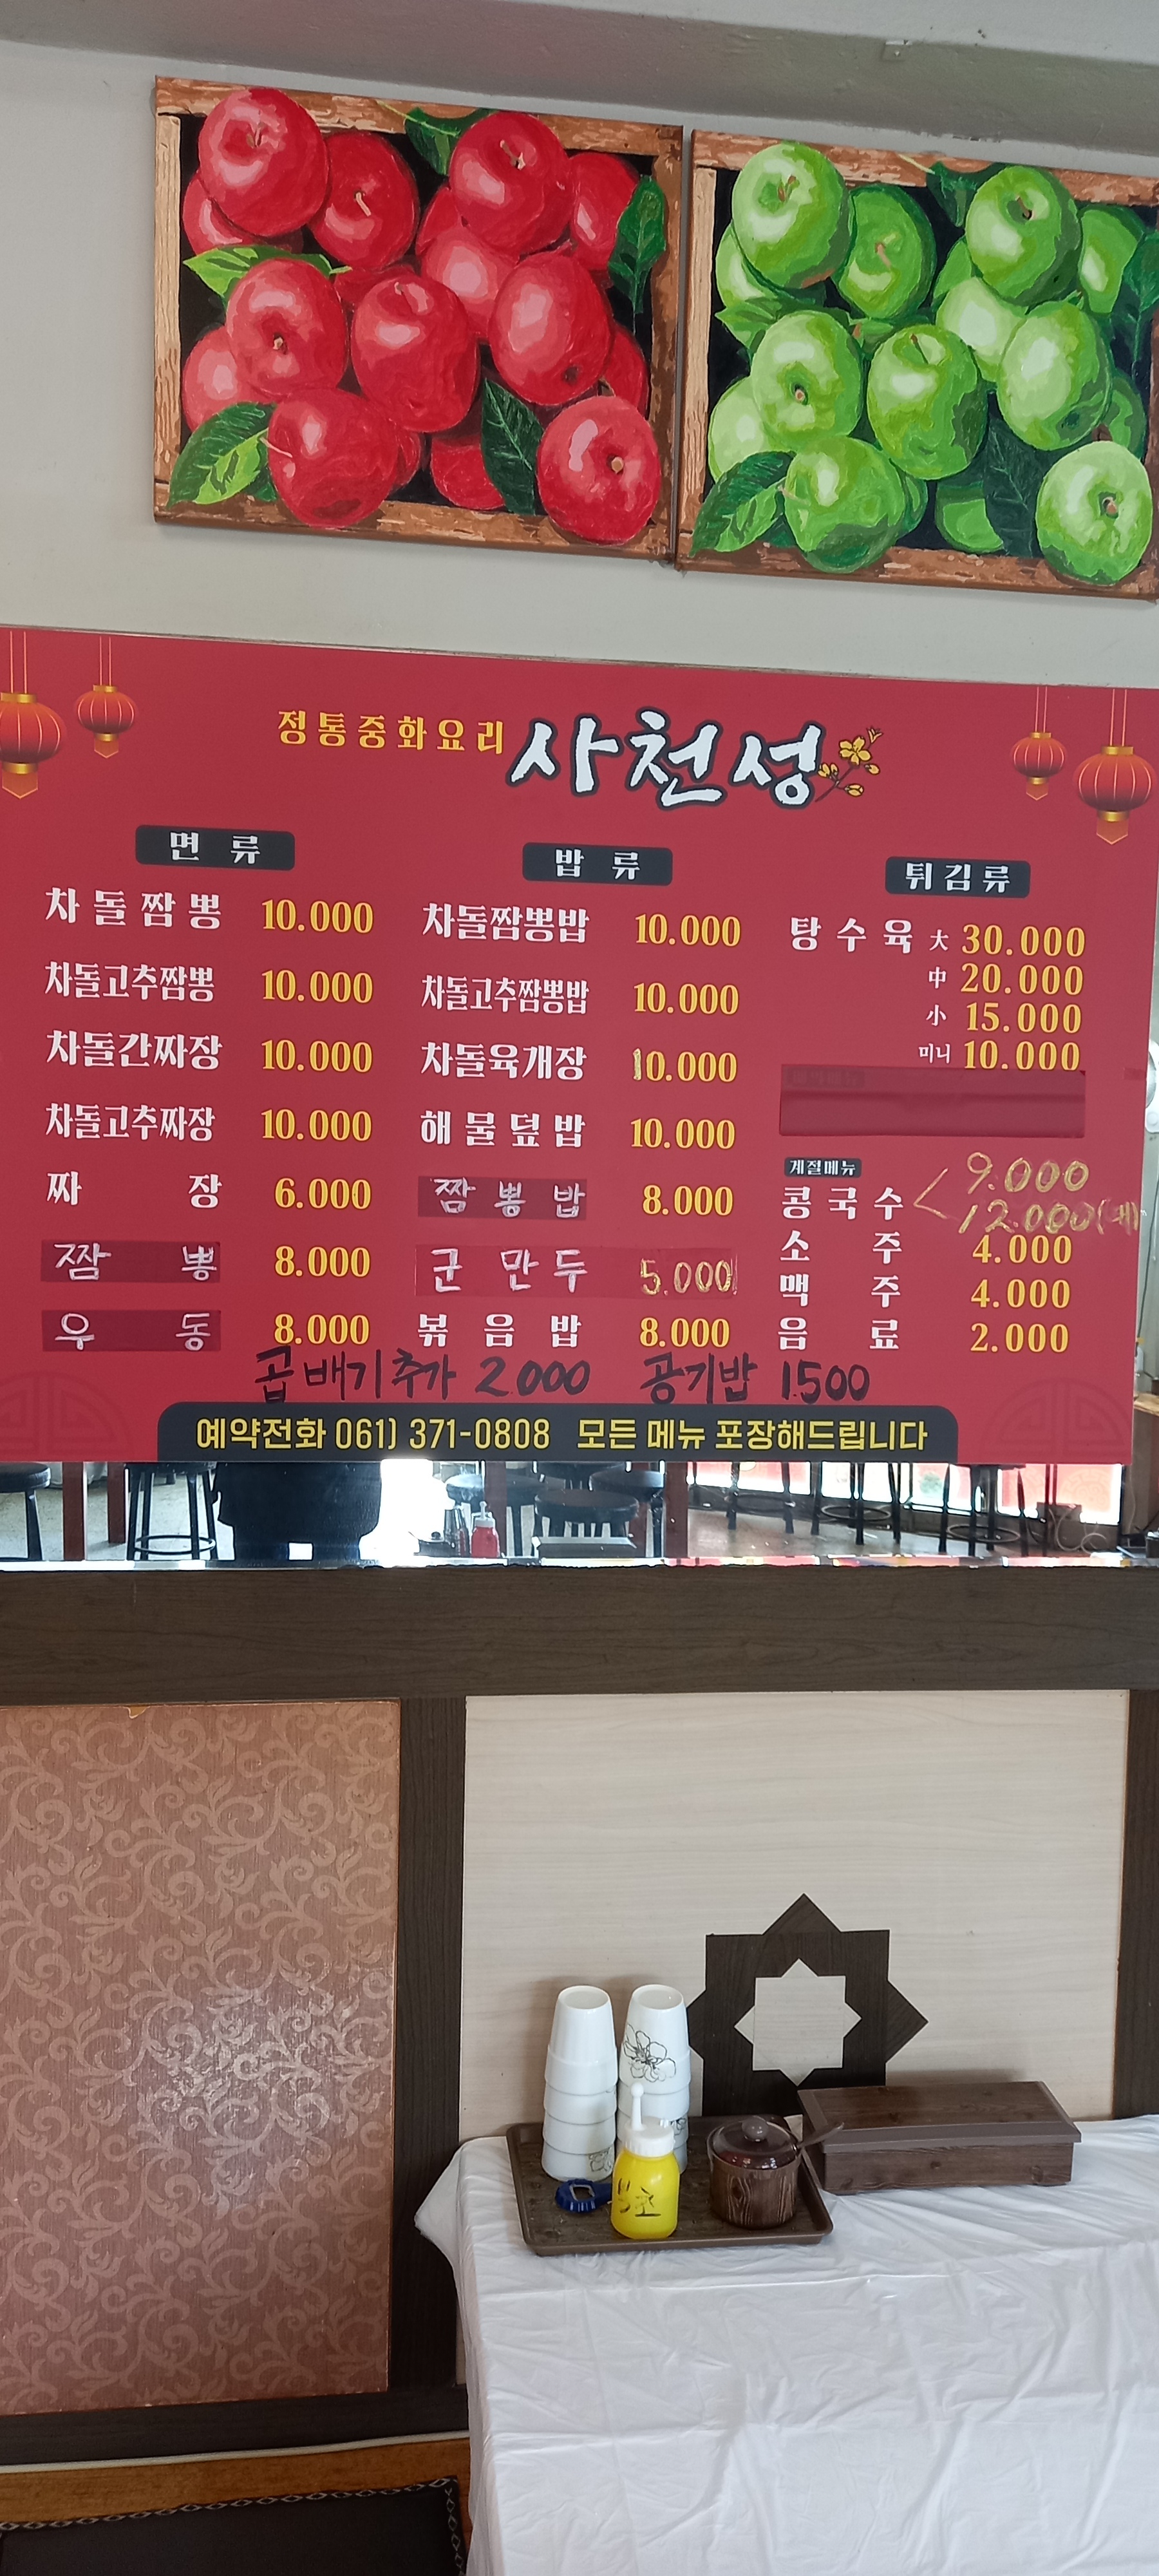 정통중화요리 사천성
면 류
차 돌 짬 뽕 10.000
차돌고추짬뽕 10.000
차돌간짜장 10.000
차돌고추짜장 10.000
짜 장 6.000
짬 뽕 8.000
우 동 8.000
밥 류
차돌짬뽕밥 10.000
차돌고추짬뽕밥 10.000
차돌육개장 10.000
해 물 덮 밥 10.000
짬 뽕 밥 8.000
군 만 두 5.000
볶 음 밥 8.000
튀김류
탕 수 육 大 30.000
中 20.000
小 15.000
미니 10.000
계절메뉴
콩 국 수 9.000
12.000
소 주 4.000
맥 주 4.000
음 료 2.000
곱배기추가 2.000 공기밥 1.500
예약전화 061) 371-0808 모든 메뉴 포장해드립니다